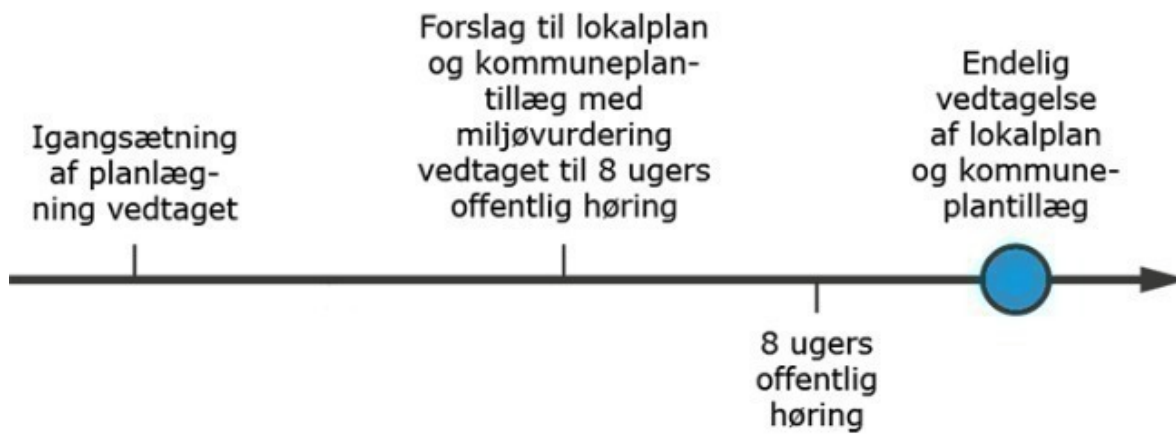 Igangsætning
af planlæg-
ning vedtaget
Forslag til lokalplan
og kommuneplan-
tillæg med
miljøvurdering
vedtaget til 8 ugers
offentlig høring
8 ugers
offentlig
høring
Endelig
vedtagelse
af lokalplan
og kommune-
plantillæg